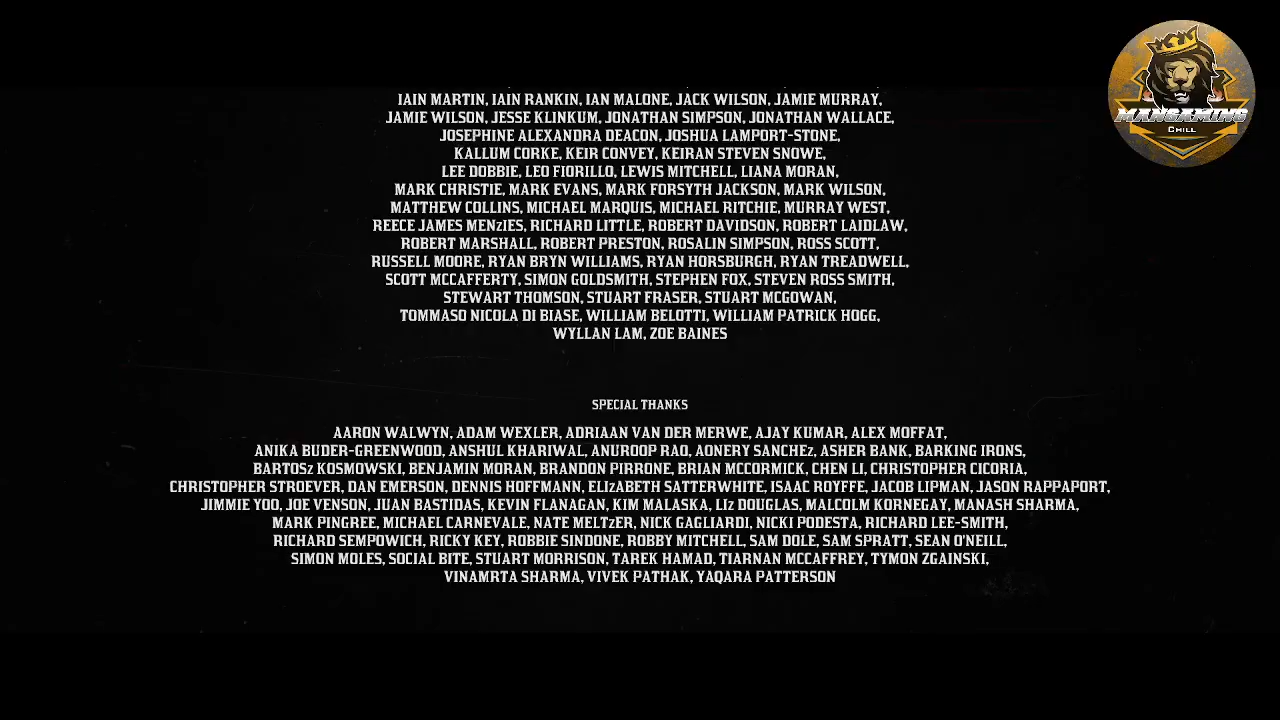 IAIN MARTIN, IAIN RANKIN, IAN MALONE, JACK WILSON, JAMIE MURRAY,
JAMIE WILSON, JESSE KLINKUM, JONATHAN SIMPSON, JONATHAN WALLACE,
JOSEPHINE ALEXANDRA DEACON, JOSHUA LAMPORT-STONE,
KALLUM CORKE, KEIR CONVEY, KEIRAN STEVEN SNOWE,
LEE DOBBIE, LEO FIORILLO, LEWIS MITCHELL, LIANA MORAN,
MARK CHRISTIE, MARK EVANS, MARK FORSYTH JACKSON, MARK WILSON,
MATTHEW COLLINS, MICHAEL MARQUIS, MICHAEL RITCHIE, MURRAY WEST,
REECE JAMES MENzIES, RICHARD LITTLE, ROBERT DAVIDSON, ROBERT LAIDLAW,
ROBERT MARSHALL, ROBERT PRESTON, ROSALIN SIMPSON, ROSS SCOTT,
RUSSELL MOORE, RYAN BRYN WILLIAMS, RYAN HORSBURGH, RYAN TREADWELL,
SCOTT MCCAFFERTY, SIMON GOLDSMITH, STEPHEN FOX, STEVEN ROSS SMITH,
STEWART THOMSON, STUART FRASER, STUART MCGOWAN,
TOMMASO NICOLA DI BIASE, WILLIAM BELOTTI, WILLIAM PATRICK HOGG,
WYLLAN LAM, ZOE BAINES
SPECIAL THANKS
AARON WALWYN, ADAM WEXLER, ADRIAAN VAN DER MERWE, AJAY KUMAR, ALEX MOFFAT,
ANIKA BUDER-GREENWOOD, ANSHUL KHARIWAL, ANUROOP RAO, AONERY SANCHEz, ASHER BANK, BARKING IRONS,
BARTOSz KOSMOWSKI, BENJAMIN MORAN, BRANDON PIRRONE, BRIAN MCCORMICK, CHEN LI, CHRISTOPHER CICORIA,
CHRISTOPHER STROEVER, DAN EMERSON, DENNIS HOFFMANN, ELIzABETH SATTERWHITE, ISAAC ROYFFE, JACOB LIPMAN, JASON RAPPAPORT,
JIMMIE YOO, JOE VENSON, JUAN BASTIDAS, KEVIN FLANAGAN, KIM MALASKA, LIz DOUGLAS, MALCOLM KORNEGAY, MANASH SHARMA,
MARK PINGREE, MICHAEL CARNEVALE, NATE MELTzER, NICK GAGLIARDI, NICKI PODESTA, RICHARD LEE-SMITH,
RICHARD SEMPOWICH, RICKY KEY, ROBBIE SINDONE, ROBBY MITCHELL, SAM DOLE, SAM SPRATT, SEAN O'NEILL,
SIMON MOLES, SOCIAL BITE, STUART MORRISON, TAREK HAMAD, TIARNAN MCCAFFREY, TYMON ZGAINSKI,
VINAMRTA SHARMA, VIVEK PATHAK, YAQARA PATTERSON
MANGAMING
CHILL